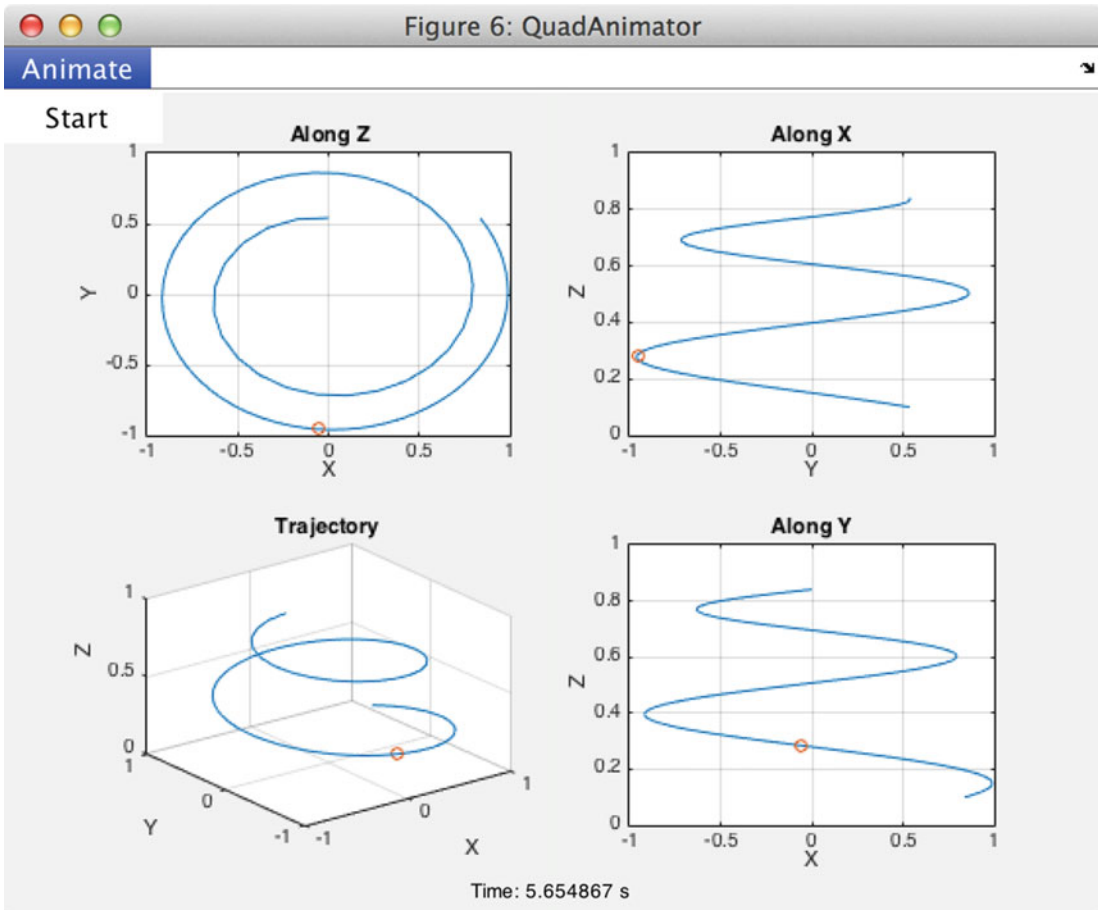 Figure 6: QuadAnimator
Animate
Start
Along Z
1
0.5
0
-0.5
-1
Y
-1 -0.5 0 0.5 1
X
Along X
1
0.8
0.6
0.4
0.2
0
Z
-1 -0.5 0 0.5 1
Y
Trajectory
1
0.5
0
Z
1
0
-1
Y
-1
0
1
X
Along Y
1
0.8
0.6
0.4
0.2
0
Z
-1 -0.5 0 0.5 1
X
Time: 5.654867 s